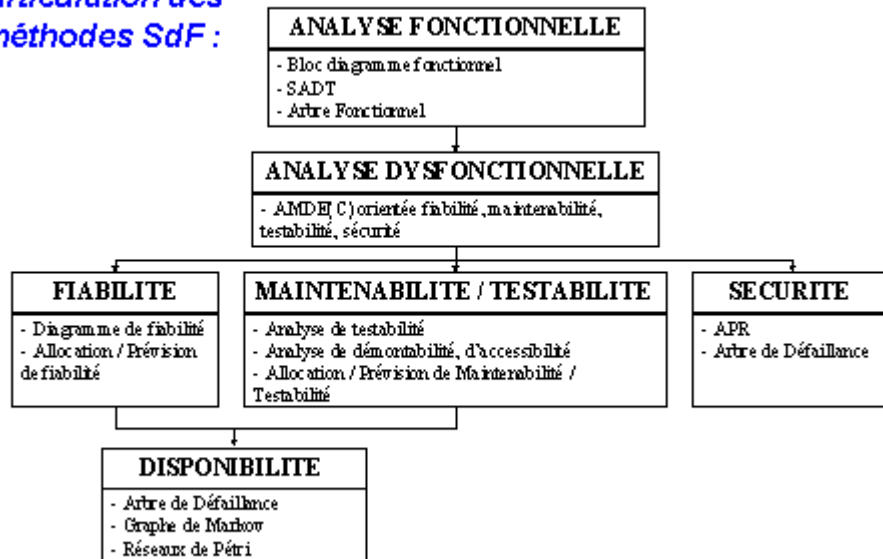 articulation des
méthodes SdF :
ANALYSE FONCTIONNELLE
- Bloc diagramme fonctionnel
- SADT
- Arbre Fonctionnel
ANALYSE DYSFONCTIONNELLE
- AMDE(C) orientée fiabilité, maintenabilité,
testabilité, sécurité
FIABILITE
- Diagramme de fiabilité
- Allocation / Prévision
de fiabilité
MAINTENABILITE / TESTABILITE
- Analyse de testabilité
- Analyse de démontabilité, d'accessibilité
- Allocation / Prévision de Maintenabilité /
Testabilité
SECURITE
- APR
- Arbre de Défaillance
DISPONIBILITE
- Arbre de Défaillance
- Graphe de Markov
- Réseaux de Pétri